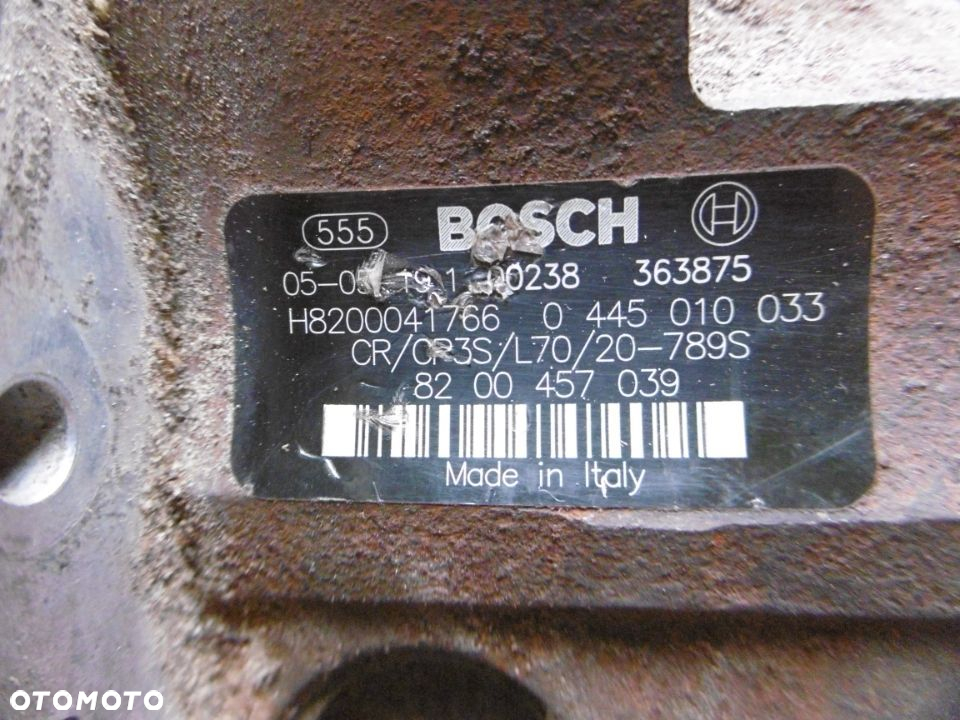 555 BOSCH
363875
H8200041766 0 445 010 033
CR/CR3S/L70/20-789S
82 00 457 039
Made in Italy
OTOMOTO